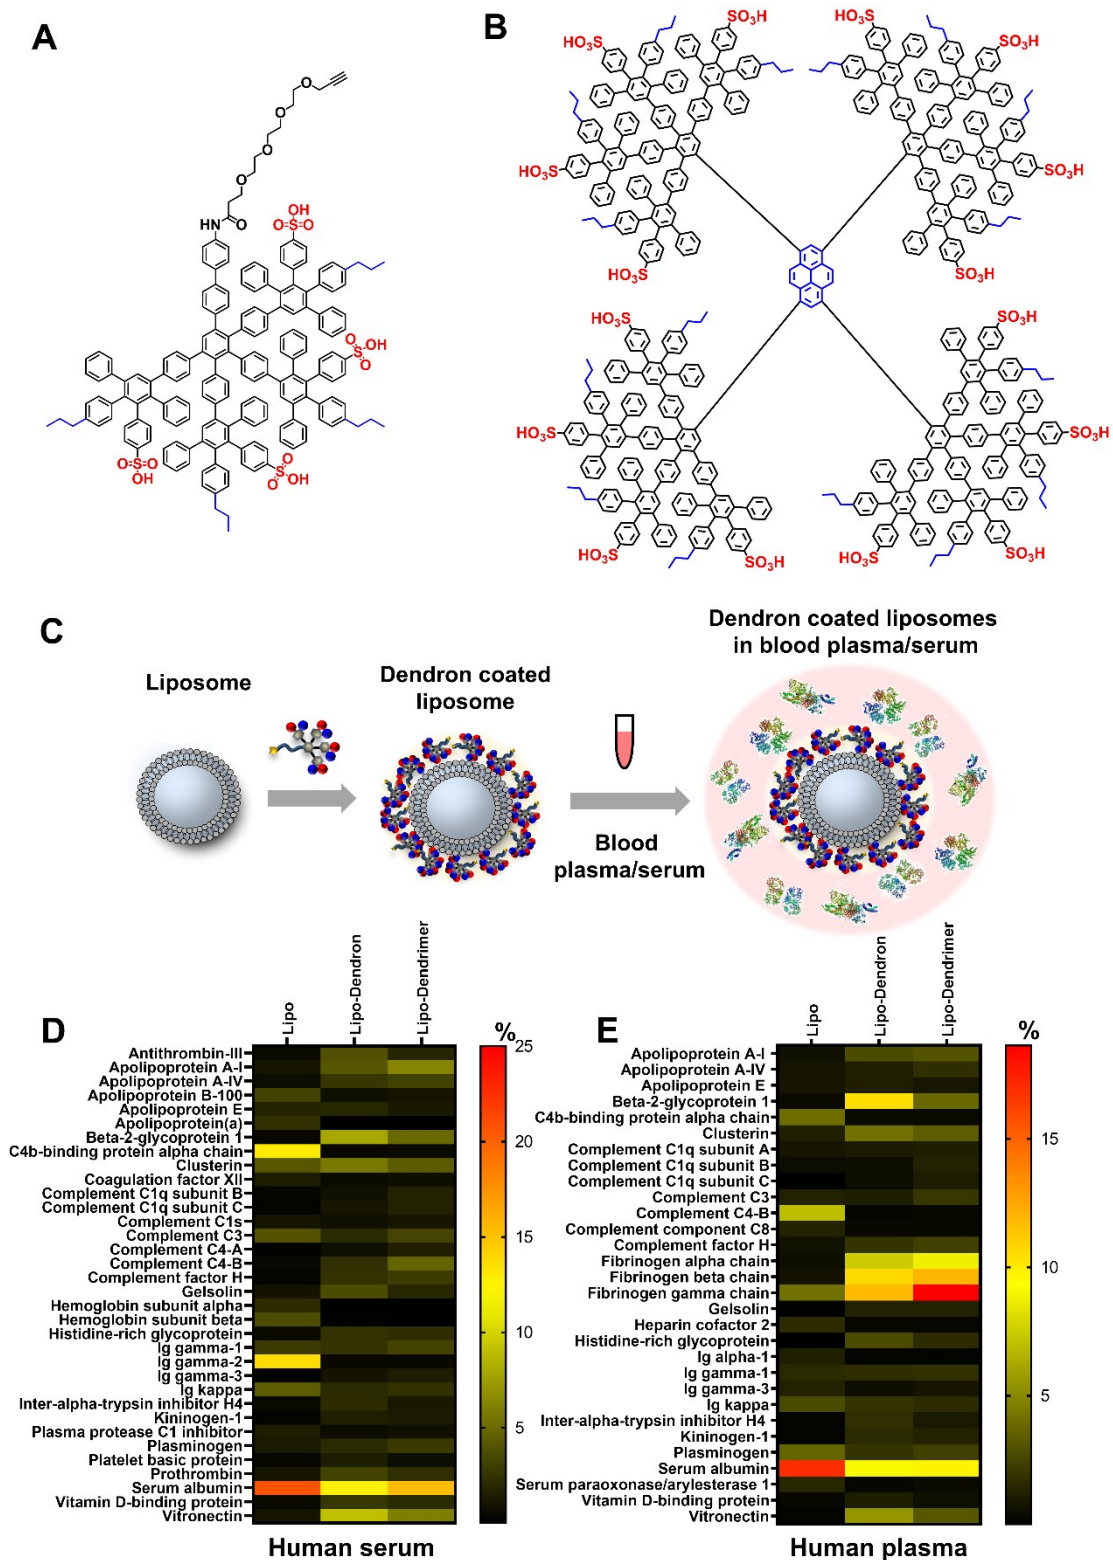 A
O
O
O
O
HN
O
OH
O=S=O
O
OH
S
O
O
S
O
OH
O
S
OH
O
B
HO3S
SO3H
HO3S
SO3H
HO3S
SO3H
HO3S
SO3H
HO3S
SO3H
HO3S
SO3H
HO3S
SO3H
HO3S
SO3H
C
Liposome
Dendron coated
liposome
Dendron coated liposomes
in blood plasma/serum
Blood
plasma/serum
D
Lipo
Lipo-Dendron
Lipo-Dendrimer
%
25
20
15
10
5
Antithrombin-III
Apolipoprotein A-I
Apolipoprotein A-IV
Apolipoprotein B-100
Apolipoprotein E
Apolipoprotein(a)
Beta-2-glycoprotein 1
C4b-binding protein alpha chain
Clusterin
Coagulation factor XII
Complement C1q subunit B
Complement C1q subunit C
Complement C1s
Complement C3
Complement C4-A
Complement C4-B
Complement factor H
Gelsolin
Hemoglobin subunit alpha
Hemoglobin subunit beta
Histidine-rich glycoprotein
Ig gamma-1
Ig gamma-2
Ig gamma-3
Ig kappa
Inter-alpha-trypsin inhibitor H4
Kininogen-1
Plasma protease C1 inhibitor
Plasminogen
Platelet basic protein
Prothrombin
Serum albumin
Vitamin D-binding protein
Vitronectin
Human serum
E
Lipo
Lipo-Dendron
Lipo-Dendrimer
%
15
10
5
Apolipoprotein A-I
Apolipoprotein A-IV
Apolipoprotein E
Beta-2-glycoprotein 1
C4b-binding protein alpha chain
Clusterin
Complement C1q subunit A
Complement C1q subunit B
Complement C1q subunit C
Complement C3
Complement C4-B
Complement component C8
Complement factor H
Fibrinogen alpha chain
Fibrinogen beta chain
Fibrinogen gamma chain
Gelsolin
Heparin cofactor 2
Histidine-rich glycoprotein
Ig alpha-1
Ig gamma-1
Ig gamma-3
Ig kappa
Inter-alpha-trypsin inhibitor H4
Kininogen-1
Plasminogen
Serum albumin
Serum paraoxonase/arylesterase 1
Vitamin D-binding protein
Vitronectin
Human plasma